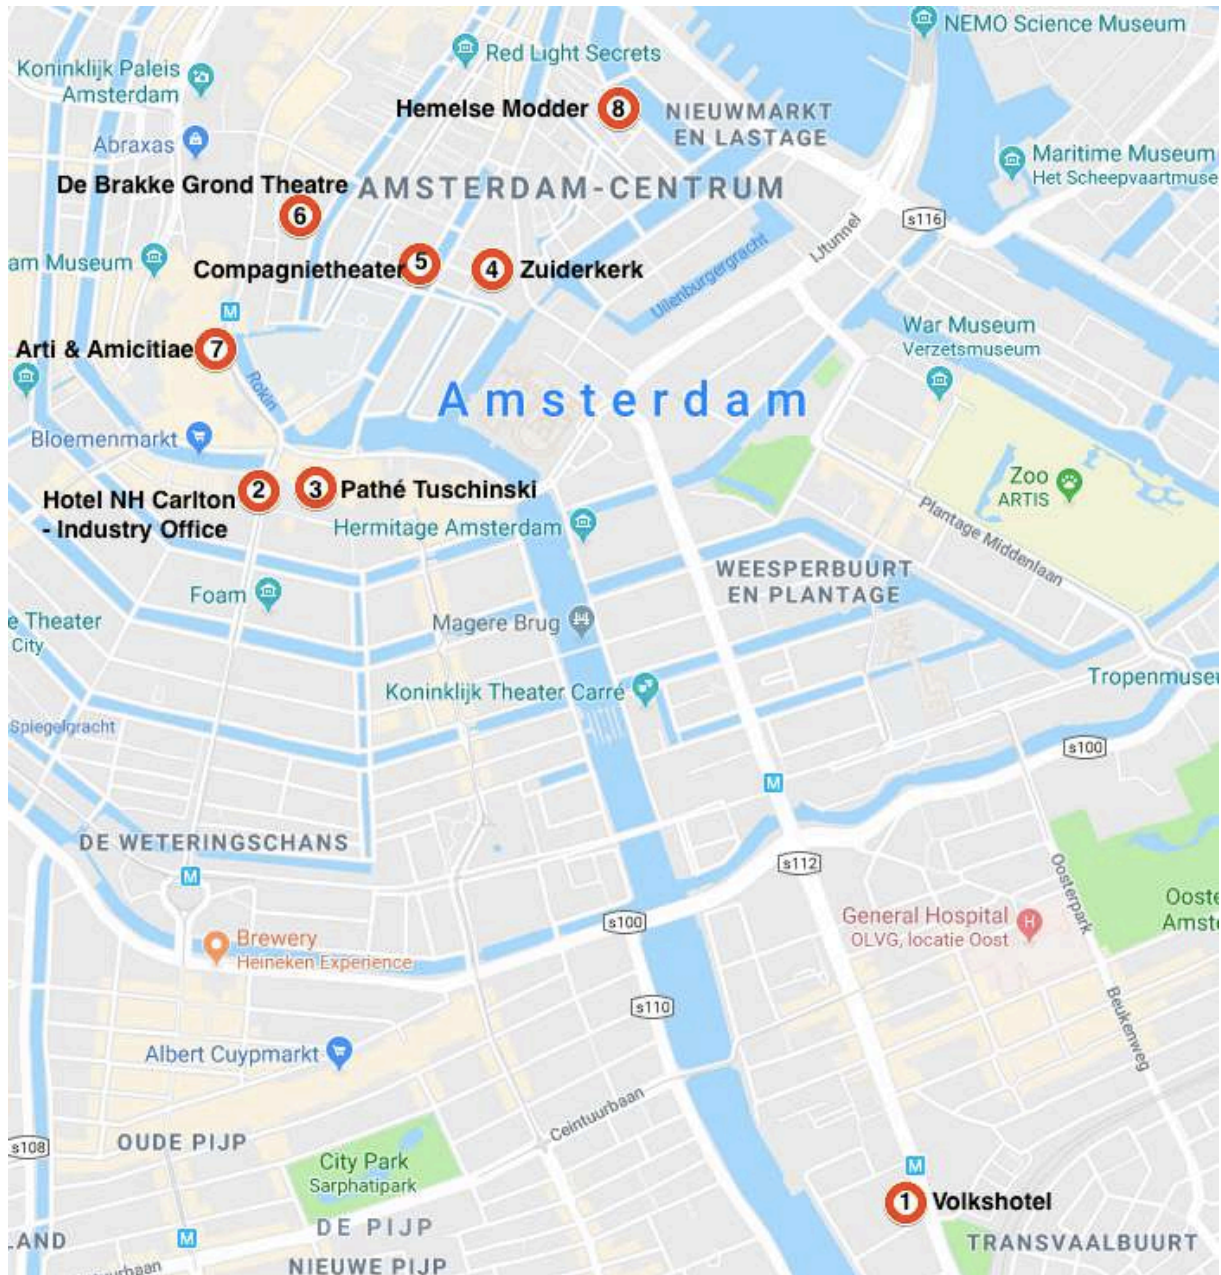 NEMO Science Museum
Red Light Secrets
Koninklijk Paleis
Amsterdam
Hemelse Modder
8
NIEUWMARKT
EN LASTAGE
Abraxas
Maritime Museum
Het Scheepvaartmuse
De Brakke Grond Theatre
AMSTERDAM-CENTRUM
6
s116
IJtunnel
am Museum
Compagnietheater
5
4
Zuiderkerk
Uilenburgergracht
M
War Museum
Verzetsmuseum
Arti & Amicitiae
7
Rokin
Amsterdam
Bloemenmarkt
Zoo
ARTIS
Hotel NH Carlton
- Industry Office
2
3
Pathé Tuschinski
Hermitage Amsterdam
Plantage Middenlaan
WEESPERBUURT
EN PLANTAGE
Foam
e Theater
City
Magere Brug
Koninklijk Theater Carré
Tropenmuseu
Spiegelgracht
s100
M
DE WETERINGSCHANS
M
s112
Oosterpark
General Hospital
OLVG, locatie Oost
H
Ooste
Amste
s100
Brewery
Heineken Experience
s110
Beukenweg
Albert Cuypmarkt
Ceintuurbaan
OUDE PIJP
s108
City Park
Sarphatipark
M
1
Volkshotel
DE PIJP
LAND
M
TRANSVAALBUURT
NIEUWE PIJP
uurbaan